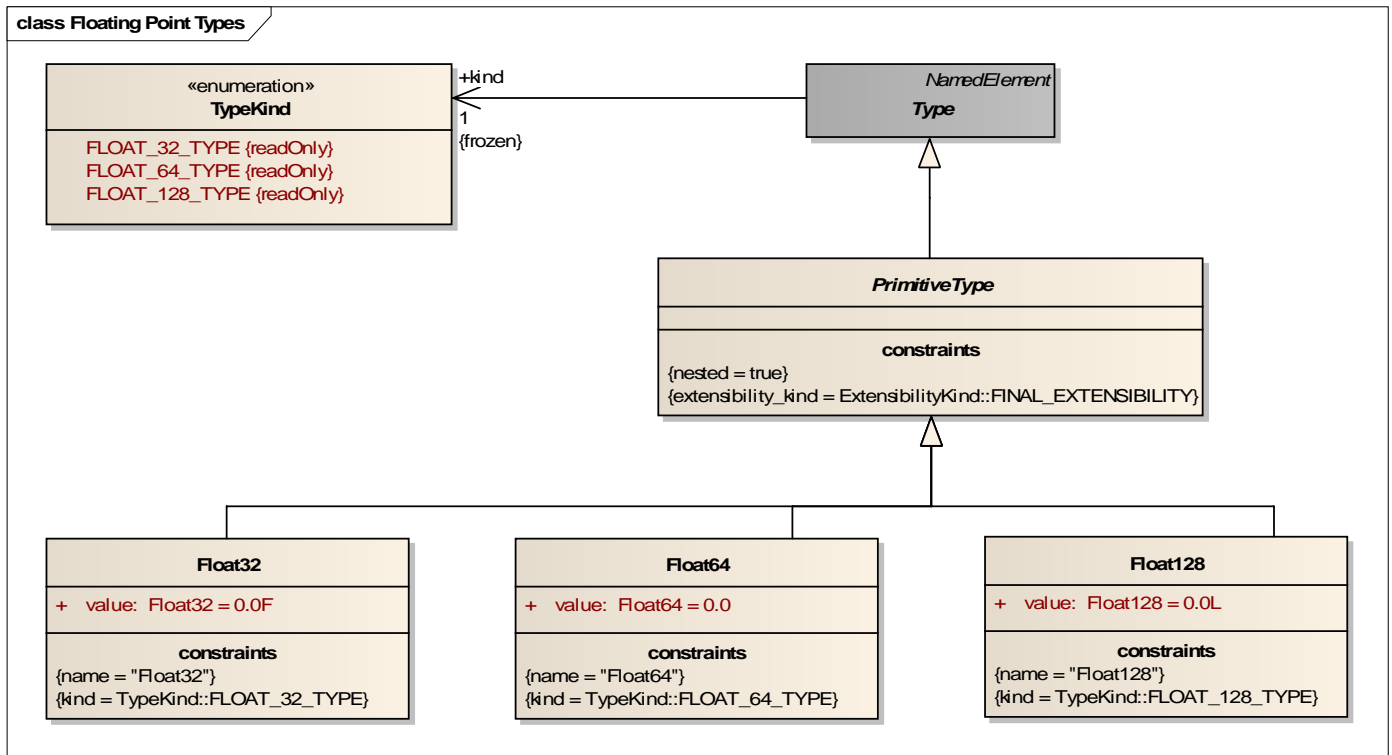 class Floating Point Types
«enumeration»
TypeKind
FLOAT_32_TYPE {readOnly}
FLOAT_64_TYPE {readOnly}
FLOAT_128_TYPE {readOnly}
+kind
1
{frozen}
NamedElement
Type
PrimitiveType
constraints
{nested = true}
{extensibility_kind = ExtensibilityKind::FINAL_EXTENSIBILITY}
Float32
+ value: Float32 = 0.0F
constraints
{name = "Float32"}
{kind = TypeKind::FLOAT_32_TYPE}
Float64
+ value: Float64 = 0.0
constraints
{name = "Float64"}
{kind = TypeKind::FLOAT_64_TYPE}
Float128
+ value: Float128 = 0.0L
constraints
{name = "Float128"}
{kind = TypeKind::FLOAT_128_TYPE}